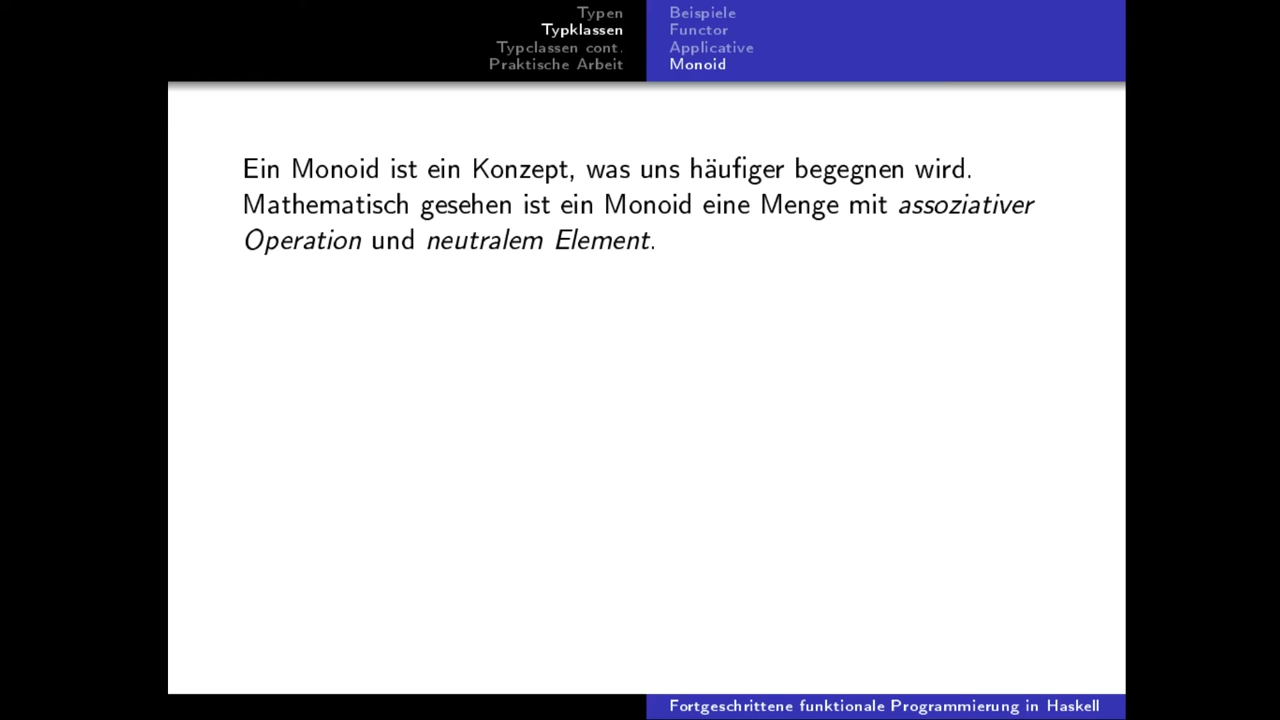 Typen
Typklassen
Typclassen cont.
Praktische Arbeit
Beispiele
Functor
Applicative
Monoid
Ein Monoid ist ein Konzept, was uns häufiger begegnen wird.
Mathematisch gesehen ist ein Monoid eine Menge mit assoziativer
Operation und neutralem Element.
Fortgeschrittene funktionale Programmierung in Haskell